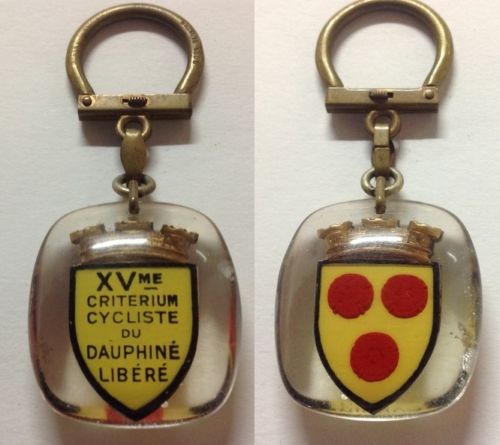 XVME
CRITERIUM
CYCLISTE
DU
DAUPHINÉ
LIBÉRÉ